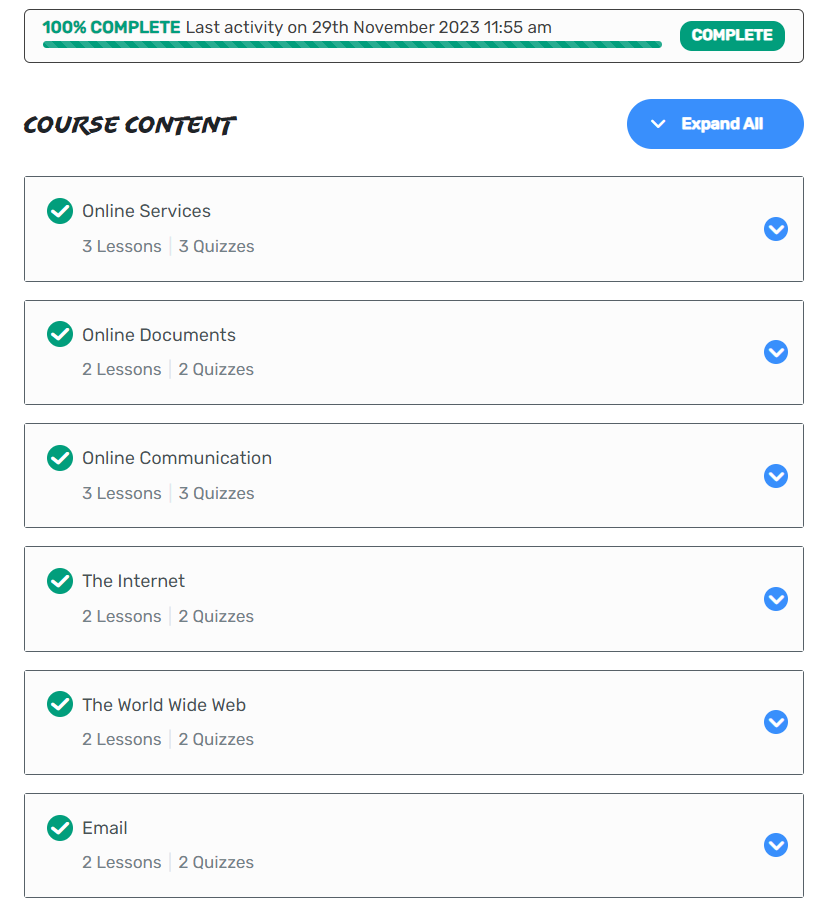 100% COMPLETE Last activity on 29th November 2023 11:55 am
COMPLETE
COURSE CONTENT
Expand All
Online Services
3 Lessons | 3 Quizzes
Online Documents
2 Lessons | 2 Quizzes
Online Communication
3 Lessons | 3 Quizzes
The Internet
2 Lessons | 2 Quizzes
The World Wide Web
2 Lessons | 2 Quizzes
Email
2 Lessons | 2 Quizzes